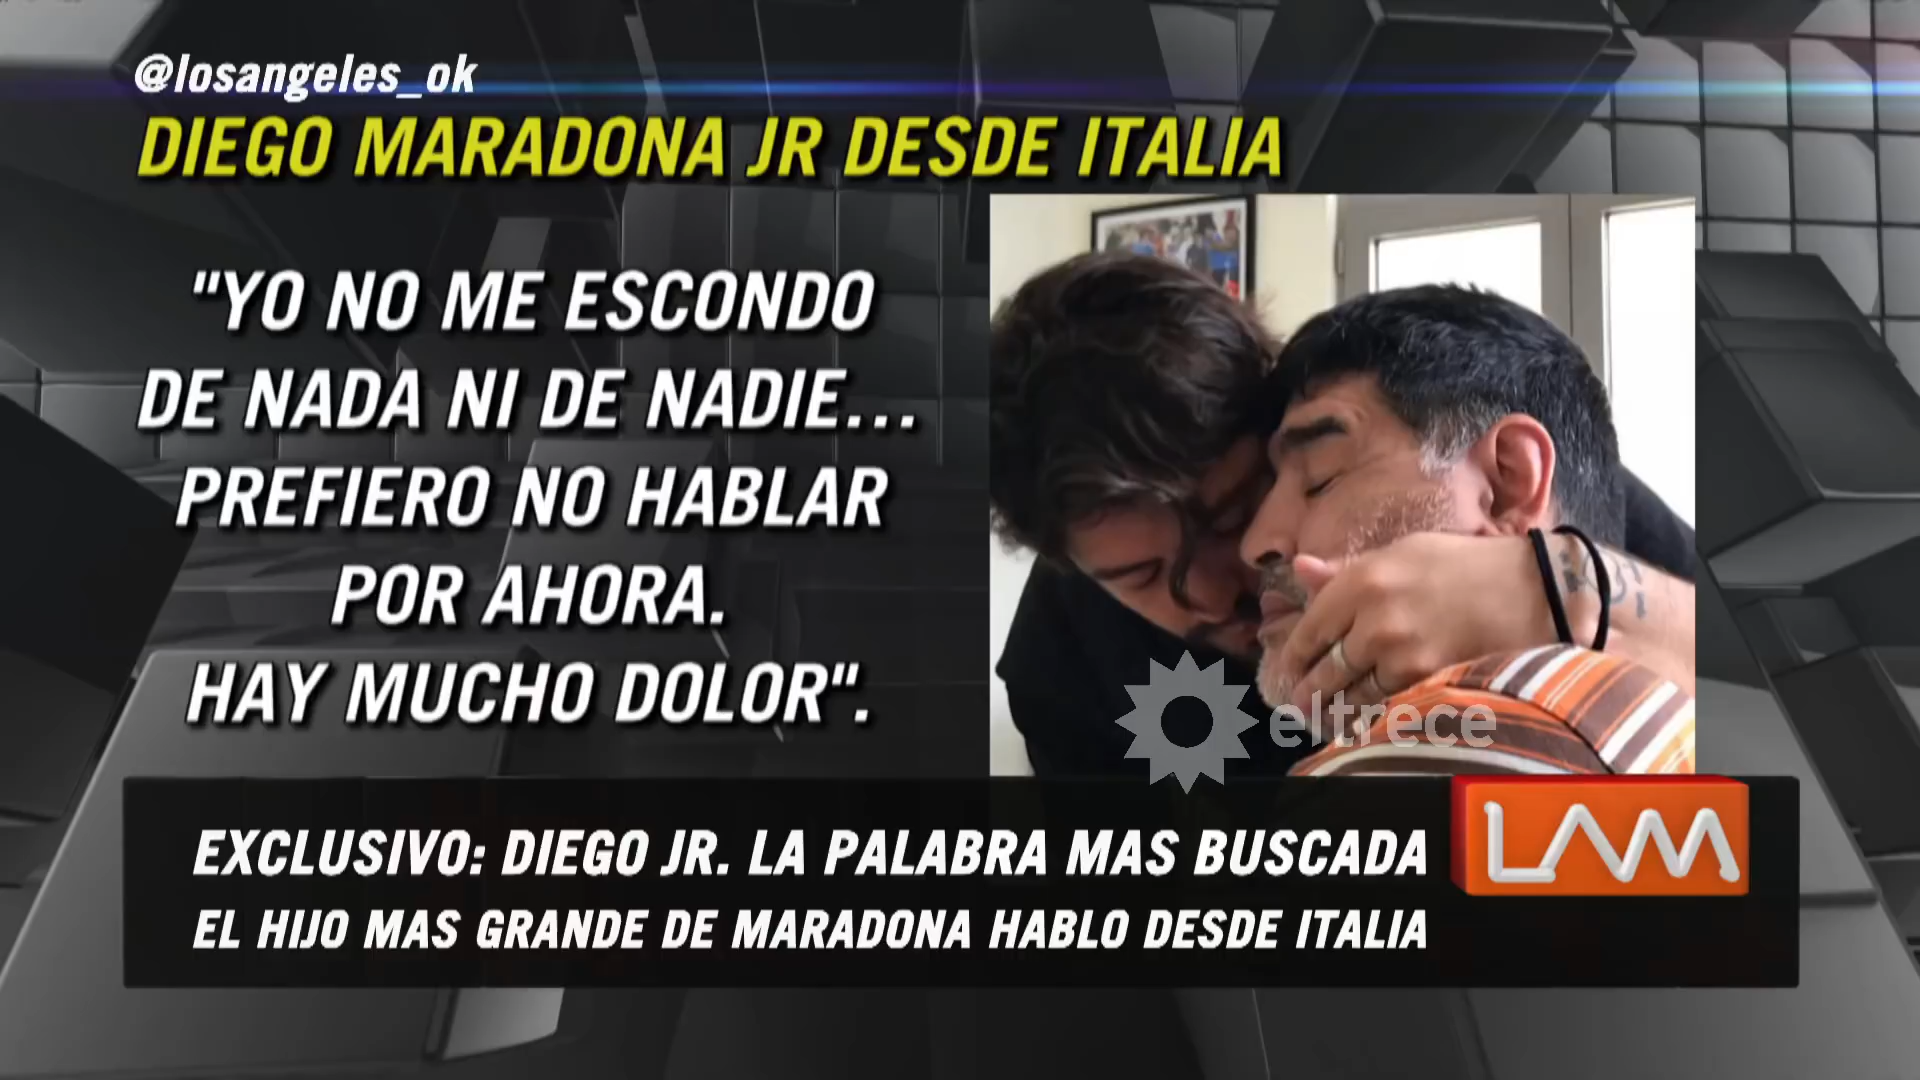 @losangeles_ok
DIEGO MARADONA JR DESDE ITALIA
"YO NO ME ESCONDO
DE NADA NI DE NADIE...
PREFIERO NO HABLAR
POR AHORA.
HAY MUCHO DOLOR".
eltrece
EXCLUSIVO: DIEGO JR. LA PALABRA MAS BUSCADA
LAM
EL HIJO MAS GRANDE DE MARADONA HABLO DESDE ITALIA